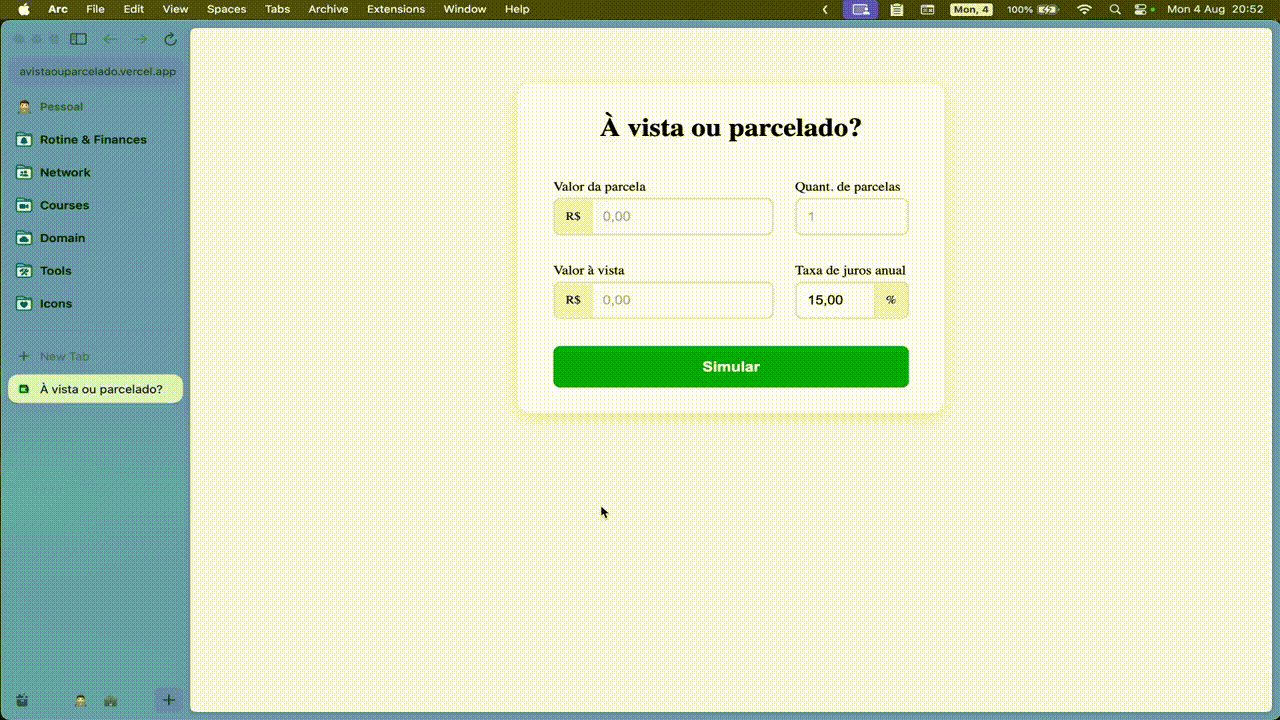 Arc File Edit View Spaces Tabs Archive Extensions Window Help Mon, 4 100% Mon 4 Aug 20:52
avistaouparcelado.vercel.app
Pessoal
Rotine & Finances
Network
Courses
Domain
Tools
Icons
New Tab
À vista ou parcelado?
À vista ou parcelado?
Valor da parcela Quant. de parcelas
R$ 0,00 1
Valor à vista Taxa de juros anual
R$ 0,00 15,00 %
Simular